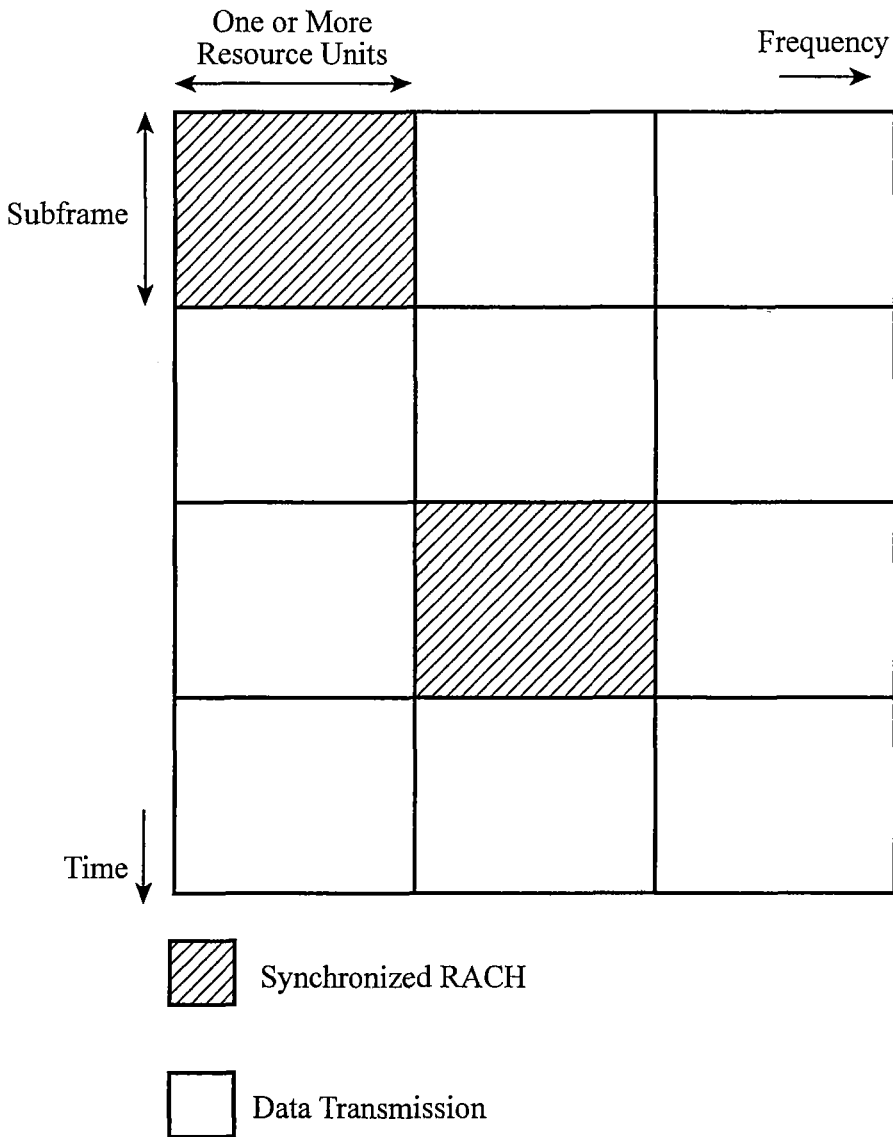 One or More
Resource Units
Frequency
Subframe
Time
Synchronized RACH
Data Transmission